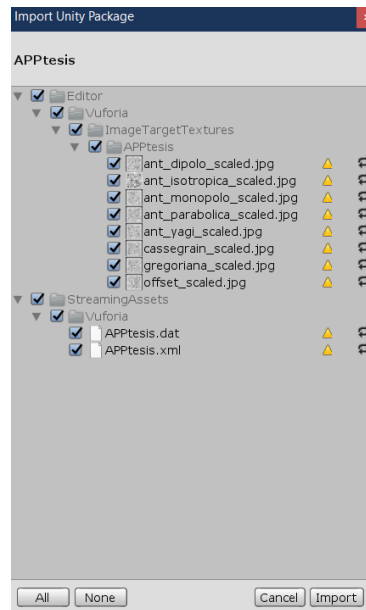 Import Unity Package
APPtesis
Editor
Vuforia
ImageTargetTextures
APPtesis
ant_dipolo_scaled.jpg
ant_isotropica_scaled.jpg
ant_monopolo_scaled.jpg
ant_parabolica_scaled.jpg
ant_yagi_scaled.jpg
cassegrain_scaled.jpg
gregoriana_scaled.jpg
offset_scaled.jpg
StreamingAssets
Vuforia
APPtesis.dat
APPtesis.xml
All None Cancel Import